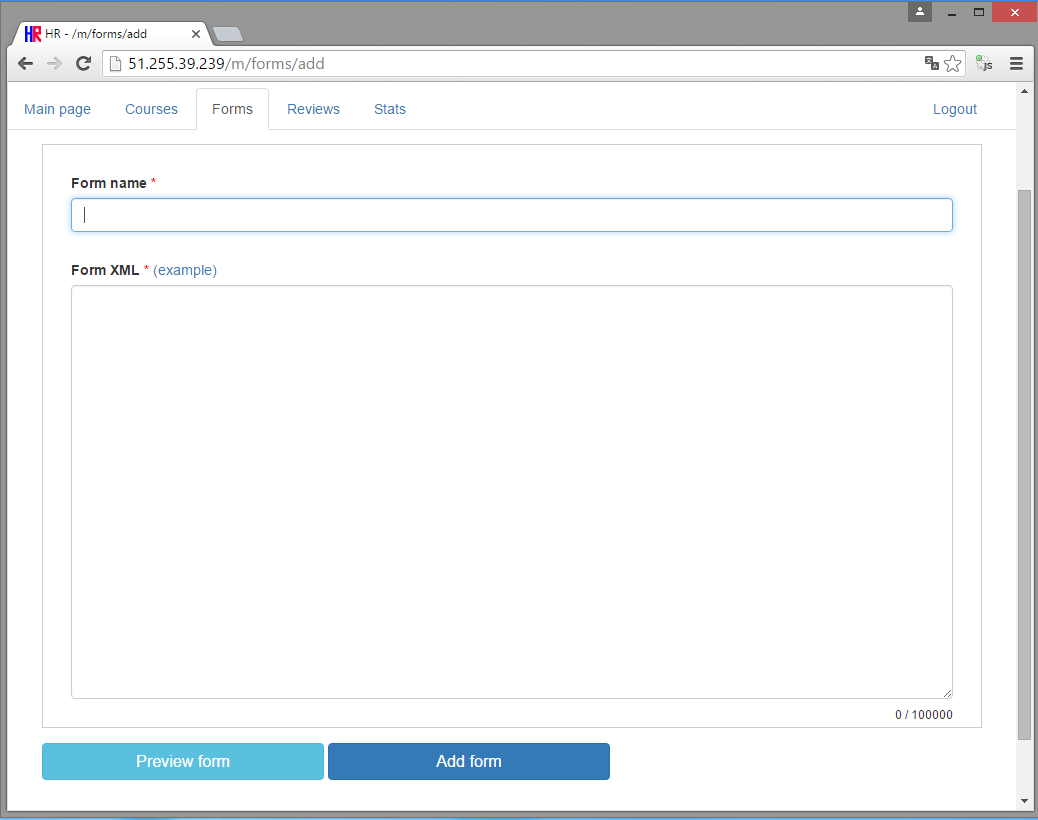 HR HR - /m/forms/add
51.255.39.239/m/forms/add
js
Main page Courses Forms Reviews Stats Logout
Form name *
Form XML * (example)
0 / 100000
Preview form Add form